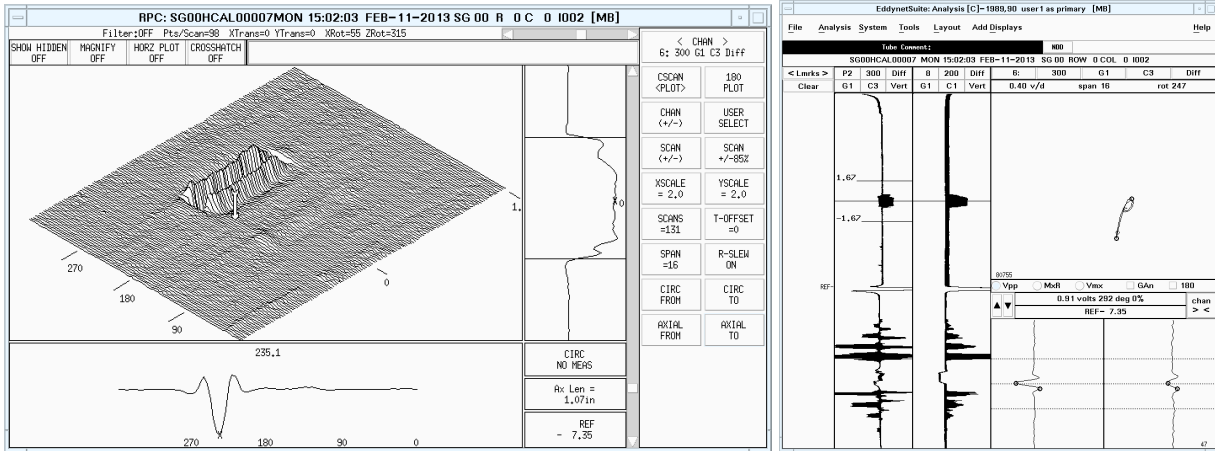 RPC: SG00HCAL00007MON 15:02:03 FEB-11-2013 SG 00 R 0 C 0 I002 [MB]
Filter:OFF Pts/Scan=98 XTrans=0 YTrans=0 XRot=55 ZRot=315
SHOW HIDDEN OFF
MAGNIFY OFF
HORZ PLOT OFF
CROSSHATCH OFF
270
180
90
0
1.
0
235.1
270 180 90 0
CIRC
NO MEAS
Ax Len =
1.07in
REF
- 7.35
< CHAN >
6: 300 G1 C3 Diff
CSCAN <PLOT>
180 PLOT
CHAN (+/-)
USER SELECT
SCAN (+/-)
SCAN +/-85%
XSCALE = 2.0
YSCALE = 2.0
SCANS =131
T-OFFSET =0
SPAN =16
R-SLEW ON
CIRC FROM
CIRC TO
AXIAL FROM
AXIAL TO
EddynetSuite: Analysis [C]-1989,90 user1 as primary [MB]
File Analysis System Tools Layout Add Displays Help
Tube Comment: NDD
SG00HCAL00007 MON 15:02:03 FEB-11-2013 SG 00 ROW 0 COL 0 I002
< Lmrks > P2 300 Diff 8 200 Diff 6: 300 G1 C3 Diff
Clear G1 C3 Vert G1 C1 Vert 0.40 v/d span 16 rot 247
1.67
-1.67
REF-
80755
Vpp MxR Vmx GAn 180
0.91 volts 292 deg 0%
REF- 7.35
chan
> <
47